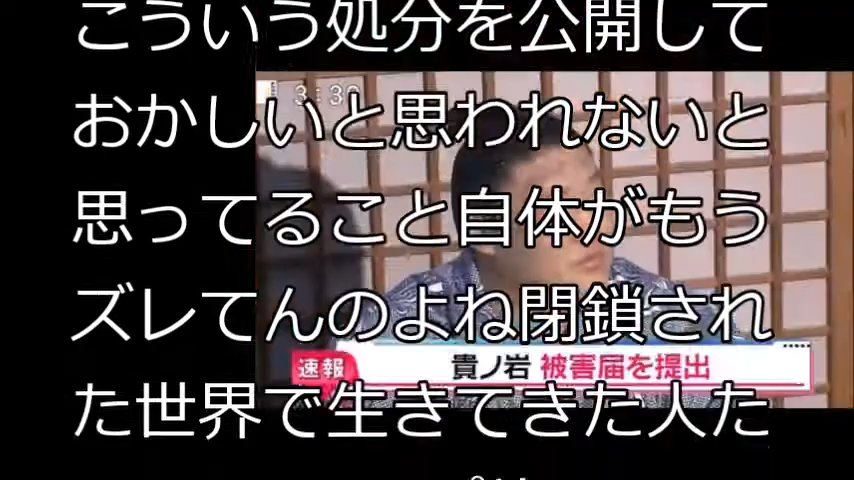 こういう処分を公開して
3:30
おかしいと思われないと
思ってること自体がもう
ズレてんのよね閉鎖され
速報 貴ノ岩 被害届を提出
た世界で生きてきた人た